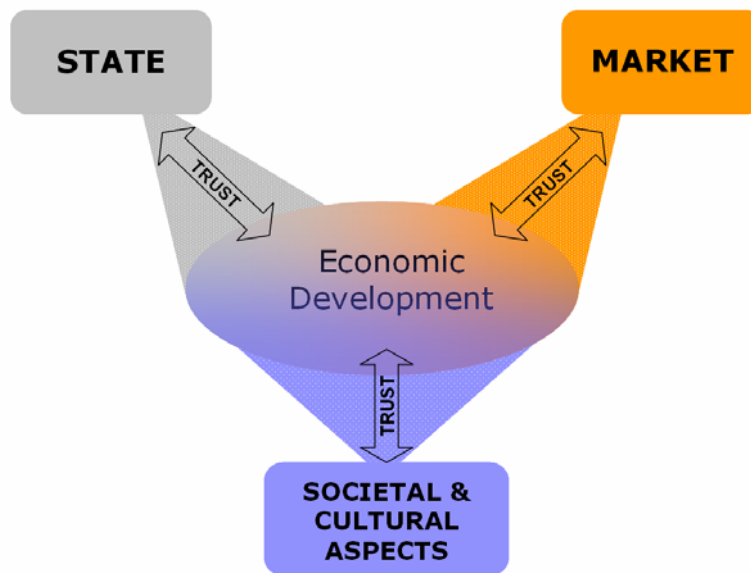 STATE
MARKET
TRUST
TRUST
Economic
Development
TRUST
SOCIETAL &
CULTURAL
ASPECTS